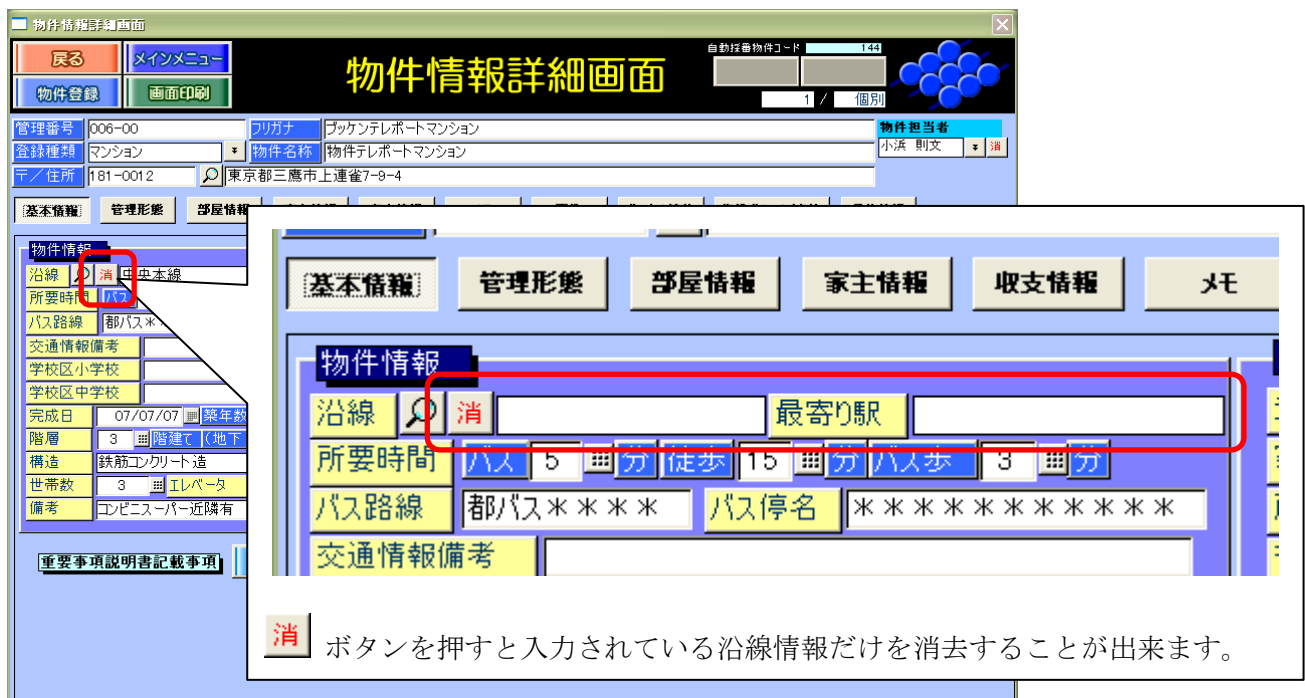 物件情報詳細画面
戻る メインメニュー
物件登録 画面印刷
物件情報詳細画面
自動採番物件コード 144
1 / 個別
管理番号 006-00 フリガナ ブッケンテレポートマンション 物件担当者
登録種類 マンション 物件名称 物件テレポートマンション 小浜 則文 消
〒/住所 181-0012 東京都三鷹市上連雀7-9-4
基本情報 管理形態 部屋情報
物件情報
沿線 消 中央本線
所要時間 バス
バス路線 都バス**
交通情報備考
学校区小学校
学校区中学校
完成日 07/07/07 築年数
階層 3 階建て (地下
構造 鉄筋コンクリート造
世帯数 3 エレベータ
備考 コンビニスーパー近隣有
重要事項説明書記載事項
基本情報 管理形態 部屋情報 家主情報 収支情報 メモ
物件情報
沿線 消 最寄り駅
所要時間 バス 5 分 徒歩 15 分 バス歩 3 分
バス路線 都バス**** バス停名 ***********
交通情報備考
消 ボタンを押すと入力されている沿線情報だけを消去することが出来ます。